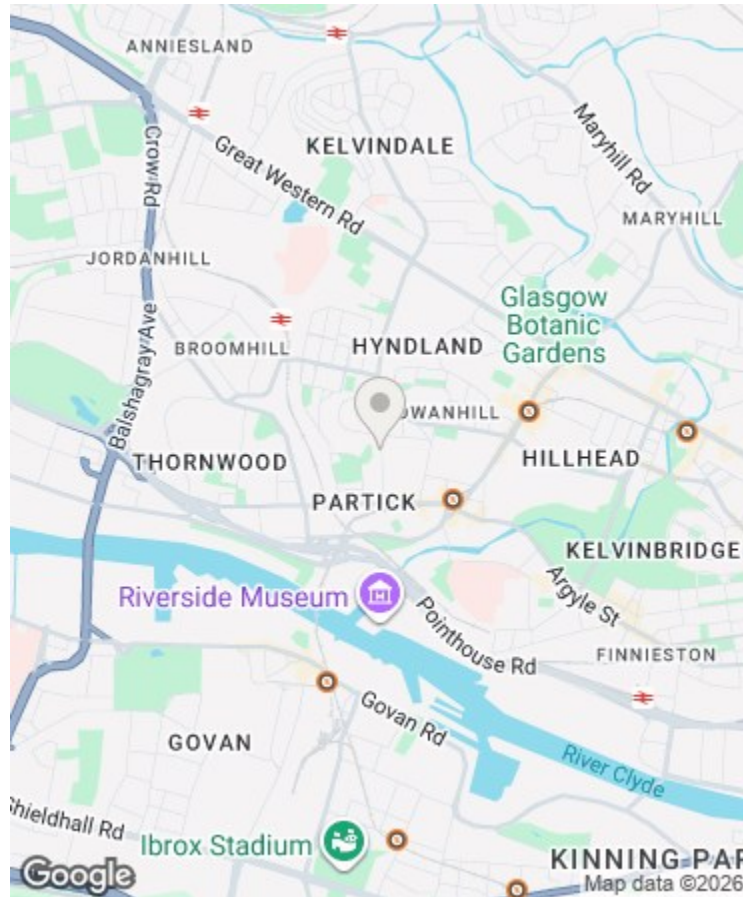 ANNIESLAND
KELVINDALE
Crow Rd
Great Western Rd
Maryhill Rd
MARYHILL
JORDANHILL
Glasgow
Botanic
Gardens
BROOMHILL
HYNDLAND
Balshagray Ave
OWANHILL
THORNWOOD
HILLHEAD
PARTICK
KELVINBRIDGE
Riverside Museum
Argyle St
Pointhouse Rd
FINNIESTON
GOVAN
Govan Rd
River Clyde
Shieldhall Rd
Ibrox Stadium
KINNING PAR
Google
Map data ©2026